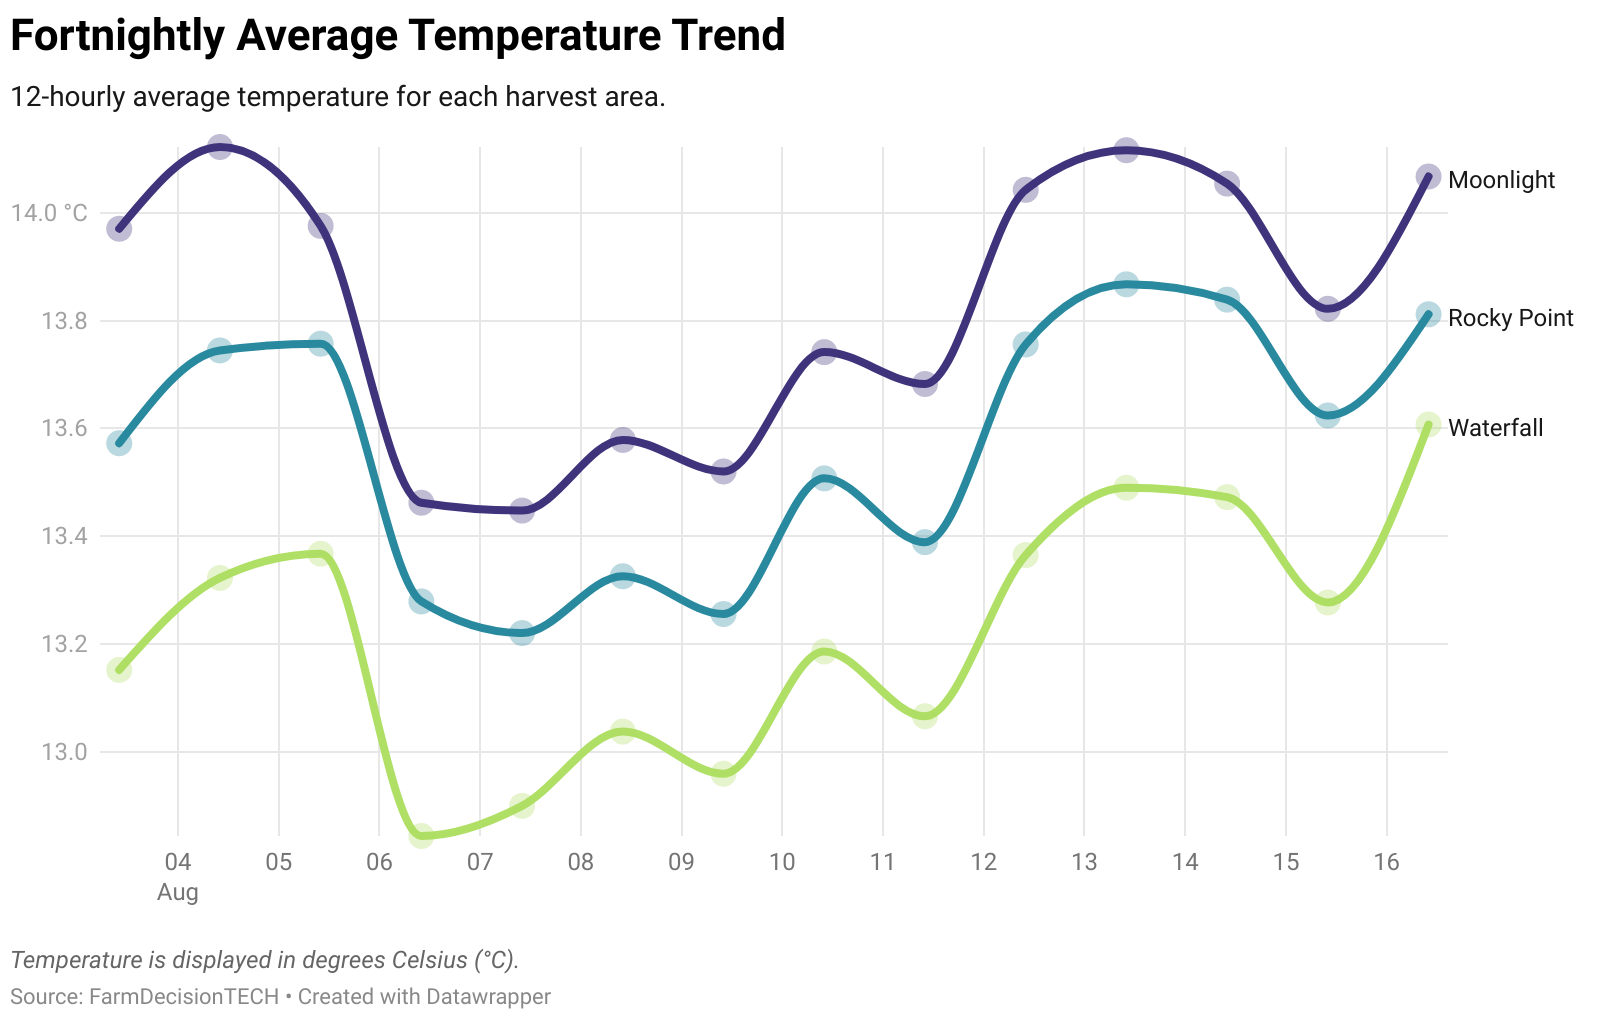 Fortnightly Average Temperature Trend
12-hourly average temperature for each harvest area.
14.0 °C
13.8
13.6
13.4
13.2
13.0
Moonlight
Rocky Point
Waterfall
04 05 06 07 08 09 10 11 12 13 14 15 16
Aug
Temperature is displayed in degrees Celsius (°C).
Source: FarmDecisionTECH • Created with Datawrapper